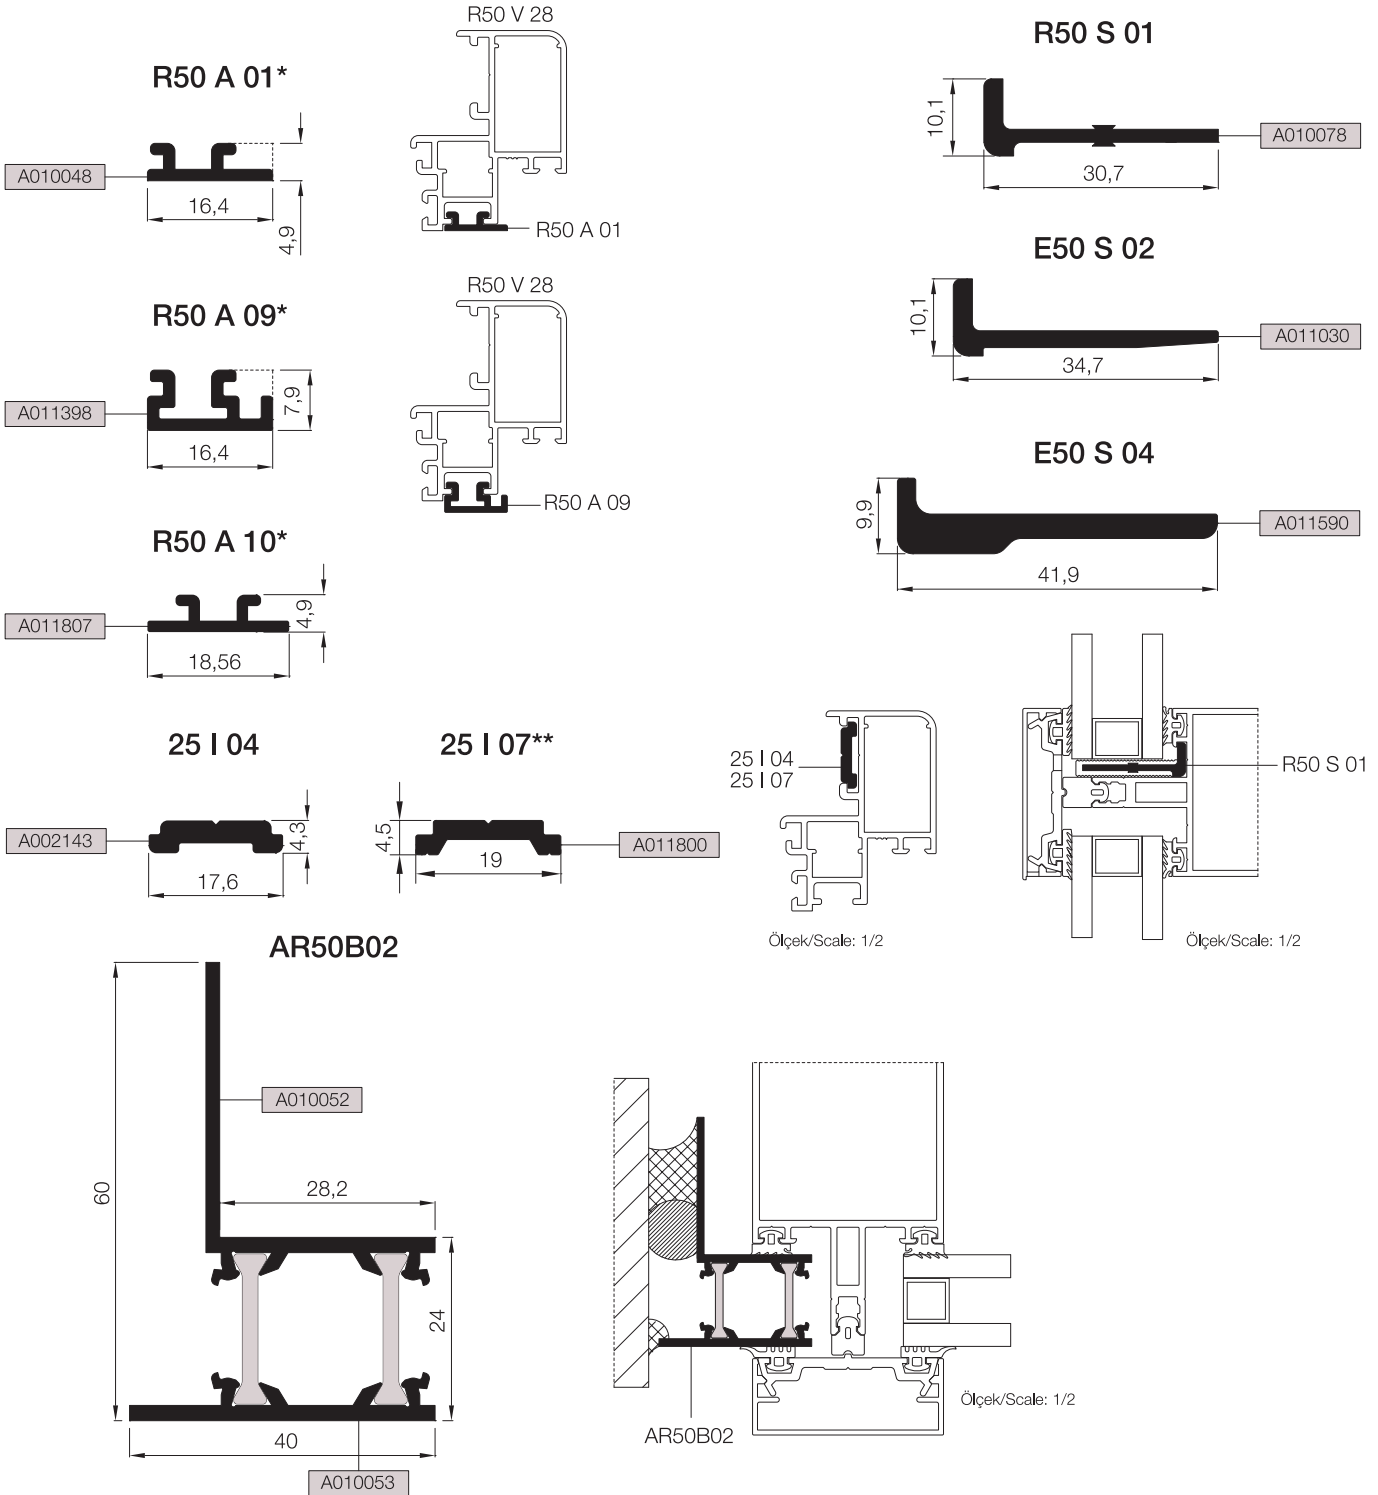 R50 V 28
R50 S 01
R50 A 01*
10,1
A010078
A010048
30,7
16,4
4,9
R50 A 01
E50 S 02
R50 V 28
R50 A 09*
10,1
A011030
34,7
A011398
7,9
16,4
E50 S 04
R50 A 09
9,9
A011590
R50 A 10*
41,9
A011807
4,9
18,56
25 I 04
25 I 07**
25 I 04
25 I 07
R50 S 01
A002143
4,3
17,6
4,5
19
A011800
Ölçek/Scale: 1/2
Ölçek/Scale: 1/2
AR50B02
A010052
60
28,2
24
Ölçek/Scale: 1/2
AR50B02
40
A010053